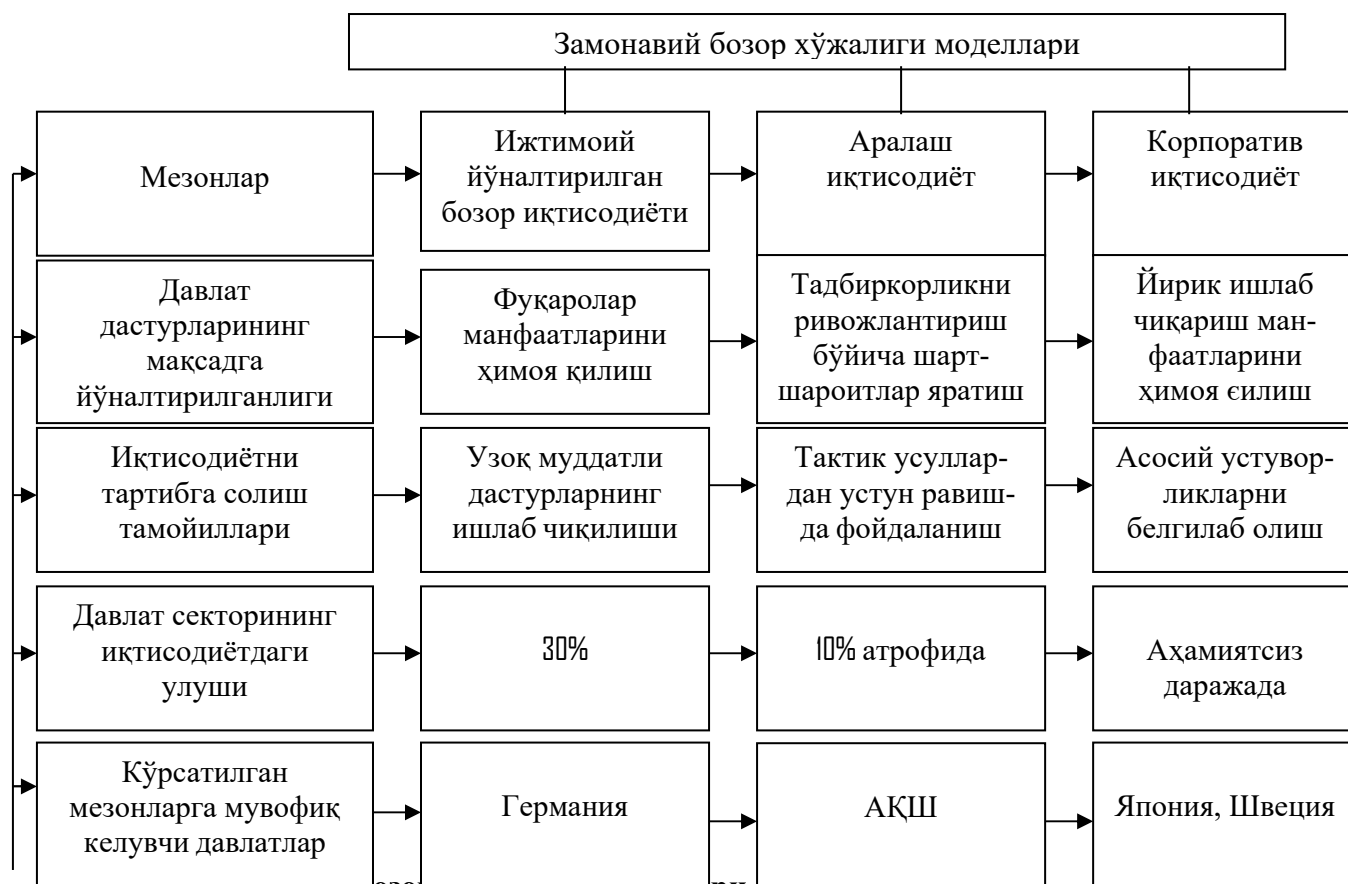 Замонавий бозор хўжалиги моделлари
Мезонлар
Ижтимоий
йўналтирилган
бозор иқтисодиёти
Аралаш
иқтисодиёт
Корпоратив
иқтисодиёт
Давлат
дастурларининг
мақсадга
йўналтирилганлиги
Фуқаролар
манфаатларини
ҳимоя қилиш
Тадбиркорликни
ривожлантириш
бўйича шарт-
шароитлар яратиш
Йирик ишлаб
чиқариш ман-
фаатларини
ҳимоя єилиш
Иқтисодиётни
тартибга солиш
тамойиллари
Узоқ муддатли
дастурларнинг
ишлаб чиқилиши
Тактик усуллар-
дан устун равиш-
да фойдаланиш
Асосий устувор-
ликларни
белгилаб олиш
Давлат секторининг
иқтисодиётдаги
улуши
30%
10% атрофида
Аҳамиятсиз
даражада
Кўрсатилган
мезонларга мувофиқ
келувчи давлатлар
Германия
АҚШ
Япония, Швеция